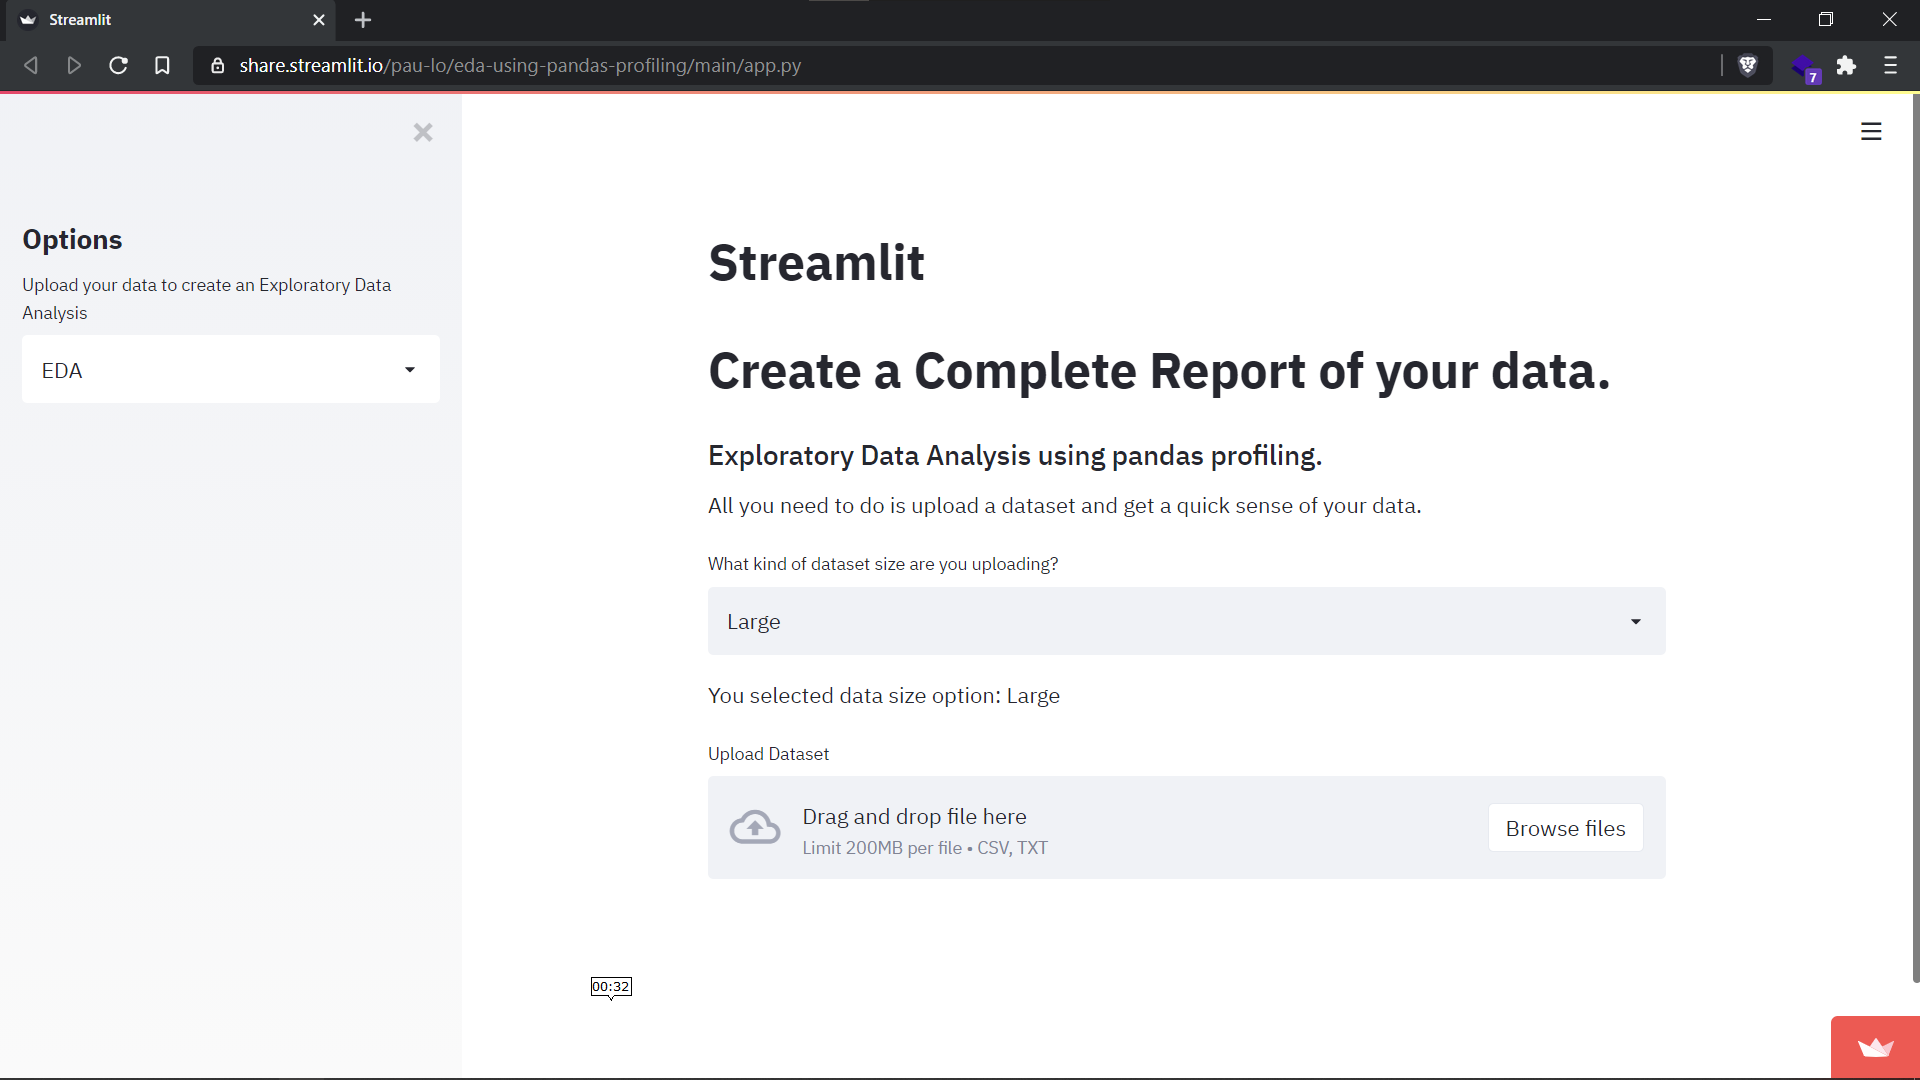 Streamlit
share.streamlit.io/pau-lo/eda-using-pandas-profiling/main/app.py
7
Options
Upload your data to create an Exploratory Data
Analysis
EDA
Streamlit
Create a Complete Report of your data.
Exploratory Data Analysis using pandas profiling.
All you need to do is upload a dataset and get a quick sense of your data.
What kind of dataset size are you uploading?
Large
You selected data size option: Large
Upload Dataset
Drag and drop file here
Limit 200MB per file • CSV, TXT
Browse files
00:32